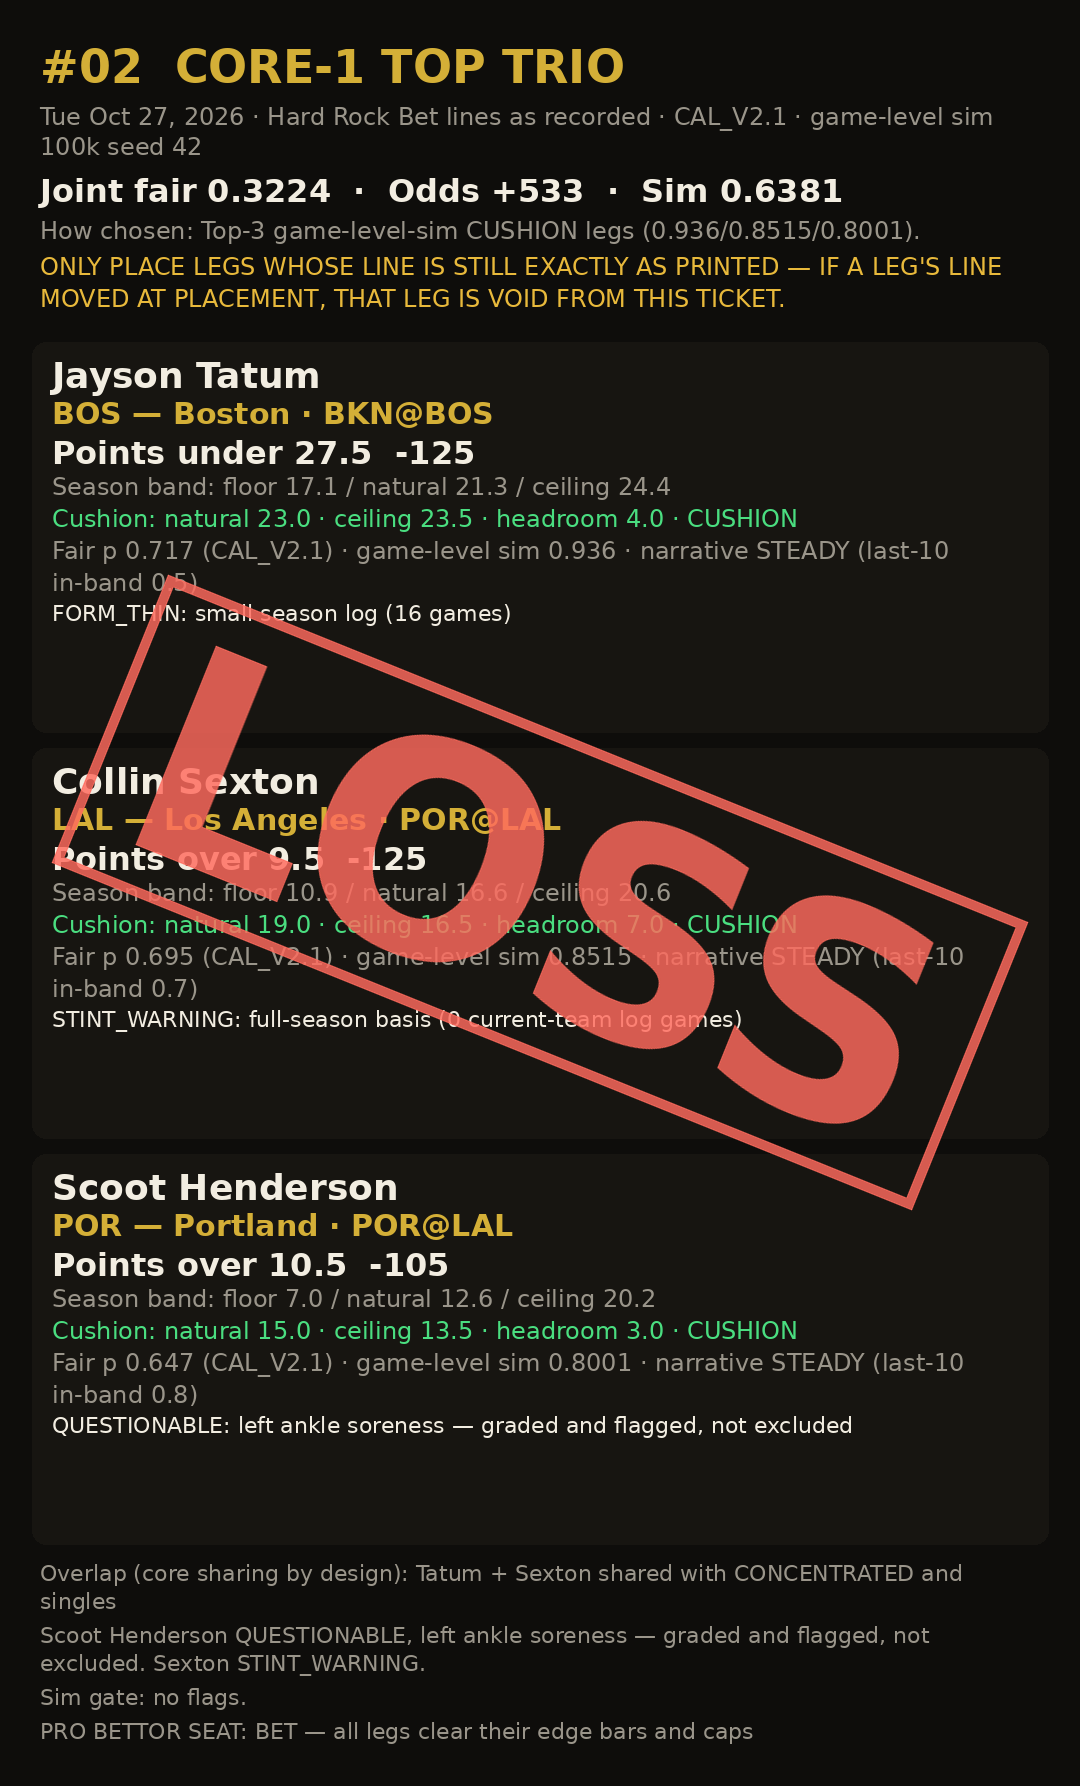 #02  CORE-1 TOP TRIO
Tue Oct 27, 2026 · Hard Rock Bet lines as recorded · CAL_V2.1 · game-level sim
100k seed 42
Joint fair 0.3224  ·  Odds +533  ·  Sim 0.6381
How chosen: Top-3 game-level-sim CUSHION legs (0.936/0.8515/0.8001).
ONLY PLACE LEGS WHOSE LINE IS STILL EXACTLY AS PRINTED — IF A LEG'S LINE
MOVED AT PLACEMENT, THAT LEG IS VOID FROM THIS TICKET.
Jayson Tatum
BOS — Boston · BKN@BOS
Points under 27.5  -125
Season band: floor 17.1 / natural 21.3 / ceiling 24.4
Cushion: natural 23.0 · ceiling 23.5 · headroom 4.0 · CUSHION
Fair p 0.717 (CAL_V2.1) · game-level sim 0.936 · narrative STEADY (last-10
in-band 0.5)
FORM_THIN: small season log (16 games)
LOSS
Collin Sexton
LAL — Los Angeles · POR@LAL
Points over 9.5  -125
Season band: floor 10.9 / natural 16.6 / ceiling 20.6
Cushion: natural 19.0 · ceiling 16.5 · headroom 7.0 · CUSHION
Fair p 0.695 (CAL_V2.1) · game-level sim 0.8515 · narrative STEADY (last-10
in-band 0.7)
STINT_WARNING: full-season basis (0 current-team log games)
Scoot Henderson
POR — Portland · POR@LAL
Points over 10.5  -105
Season band: floor 7.0 / natural 12.6 / ceiling 20.2
Cushion: natural 15.0 · ceiling 13.5 · headroom 3.0 · CUSHION
Fair p 0.647 (CAL_V2.1) · game-level sim 0.8001 · narrative STEADY (last-10
in-band 0.8)
QUESTIONABLE: left ankle soreness — graded and flagged, not excluded
Overlap (core sharing by design): Tatum + Sexton shared with CONCENTRATED and
singles
Scoot Henderson QUESTIONABLE, left ankle soreness — graded and flagged, not
excluded. Sexton STINT_WARNING.
Sim gate: no flags.
PRO BETTOR SEAT: BET — all legs clear their edge bars and caps